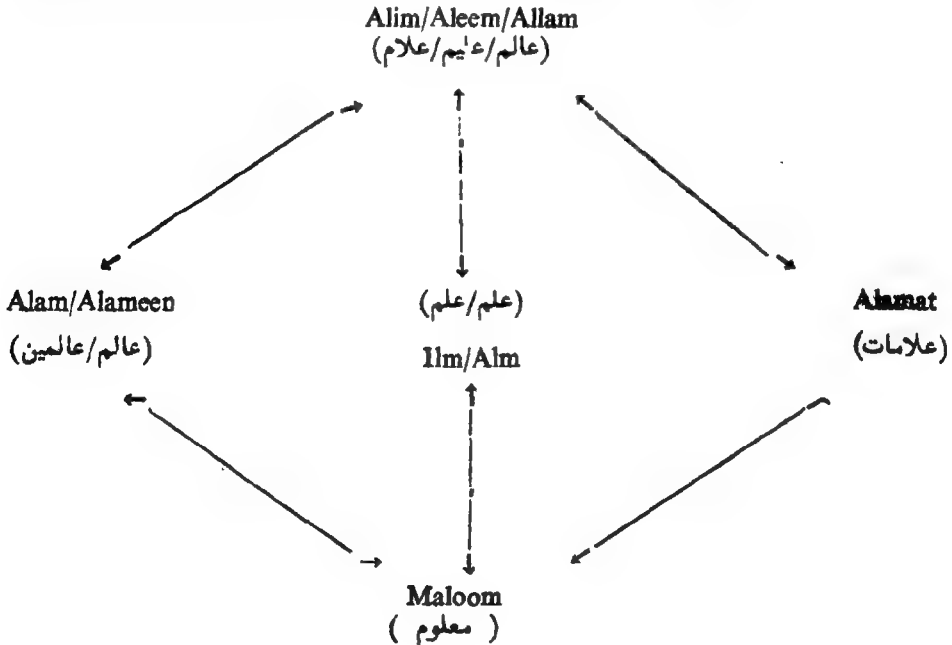 Alim/Aleem/Allam
(عالم/عليم/علام)
Alam/Alameen
(عالم/عالمين)
(علم/علم)
Ilm/Alm
Alamat
(علامات)
Maloom
( معلوم )